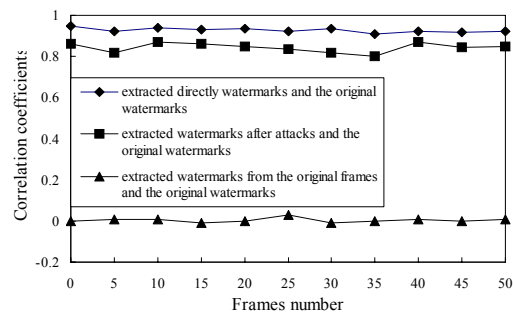 1
0.8
0.6
0.4
0.2
0
-0.2
Correlation coefficients
extracted directly watermarks and the original
watermarks
extracted watermarks after attacks and the
original watermarks
extracted watermarks from the original frames
and the original watermarks
0 5 10 15 20 25 30 35 40 45 50
Frames number